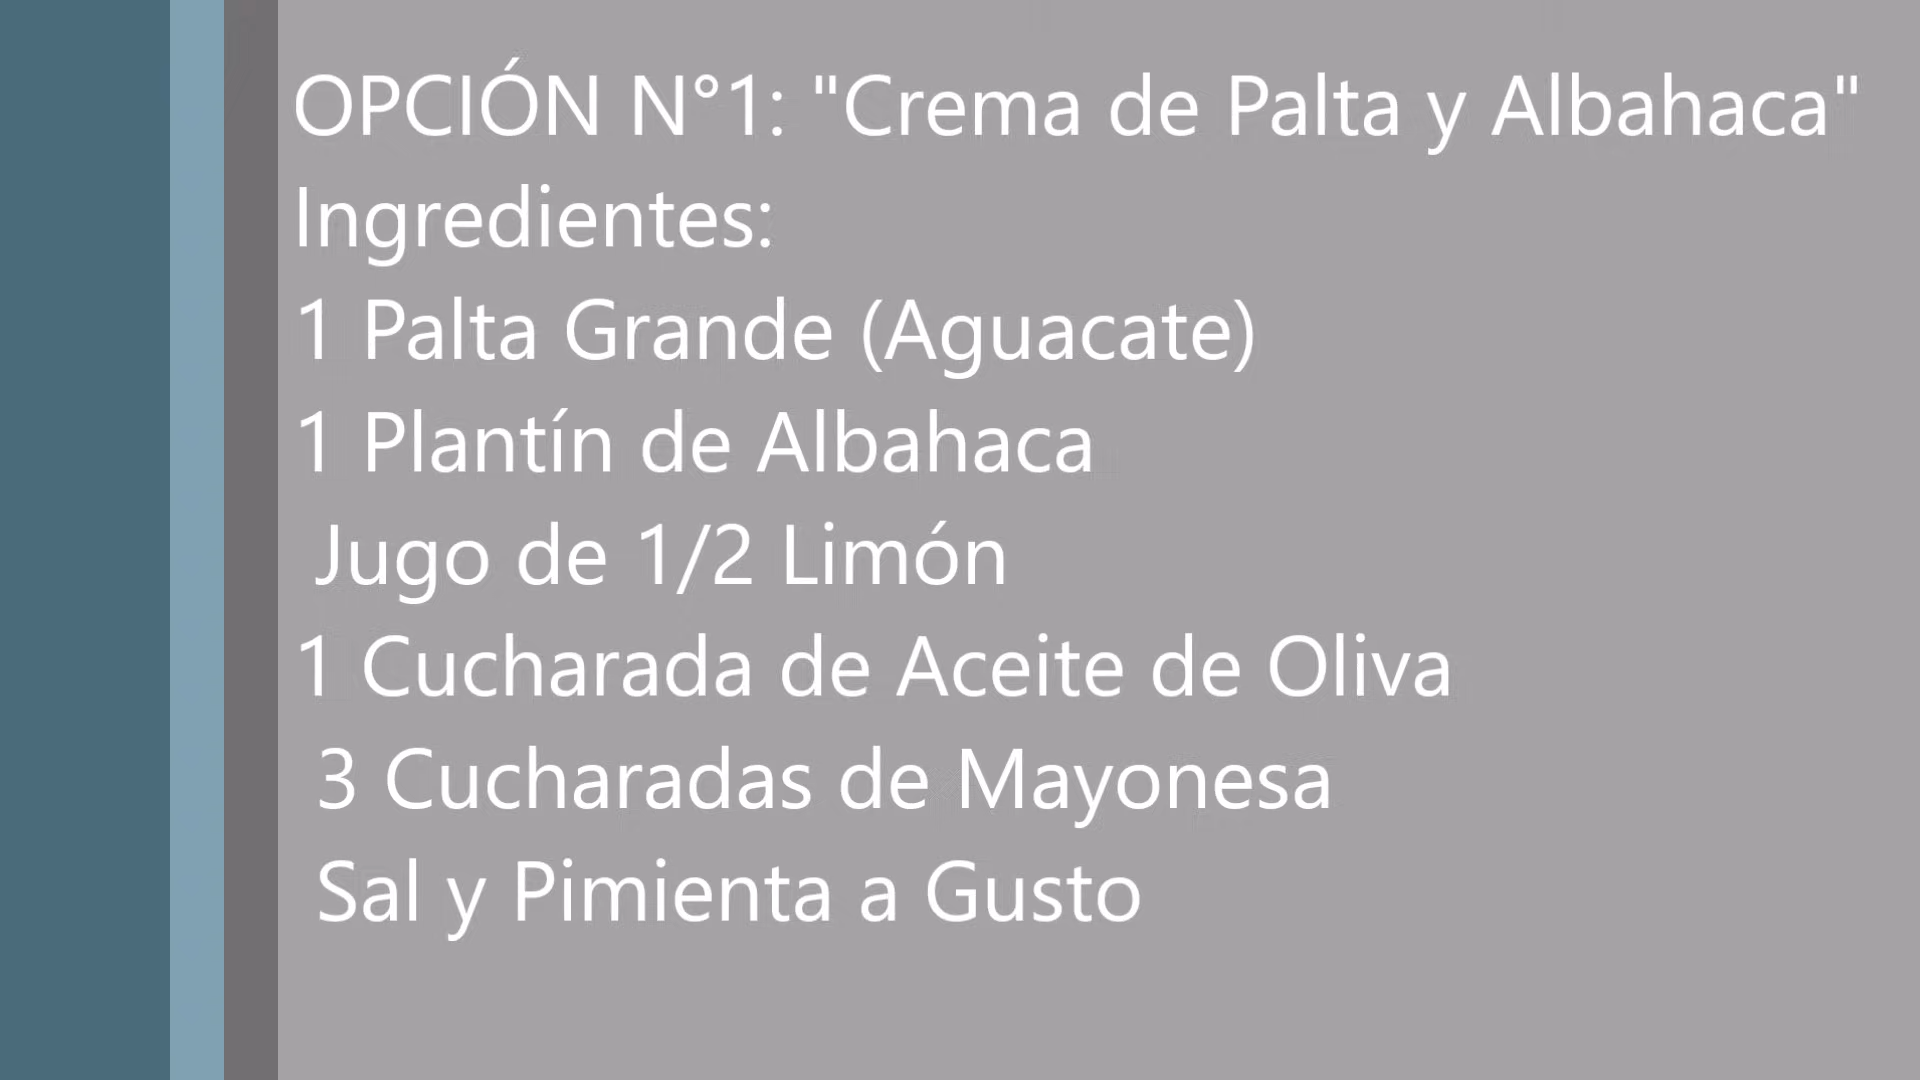 OPCIÓN N°1: "Crema de Palta y Albahaca"
Ingredientes:
1 Palta Grande (Aguacate)
1 Plantín de Albahaca
Jugo de 1/2 Limón
1 Cucharada de Aceite de Oliva
3 Cucharadas de Mayonesa
Sal y Pimienta a Gusto